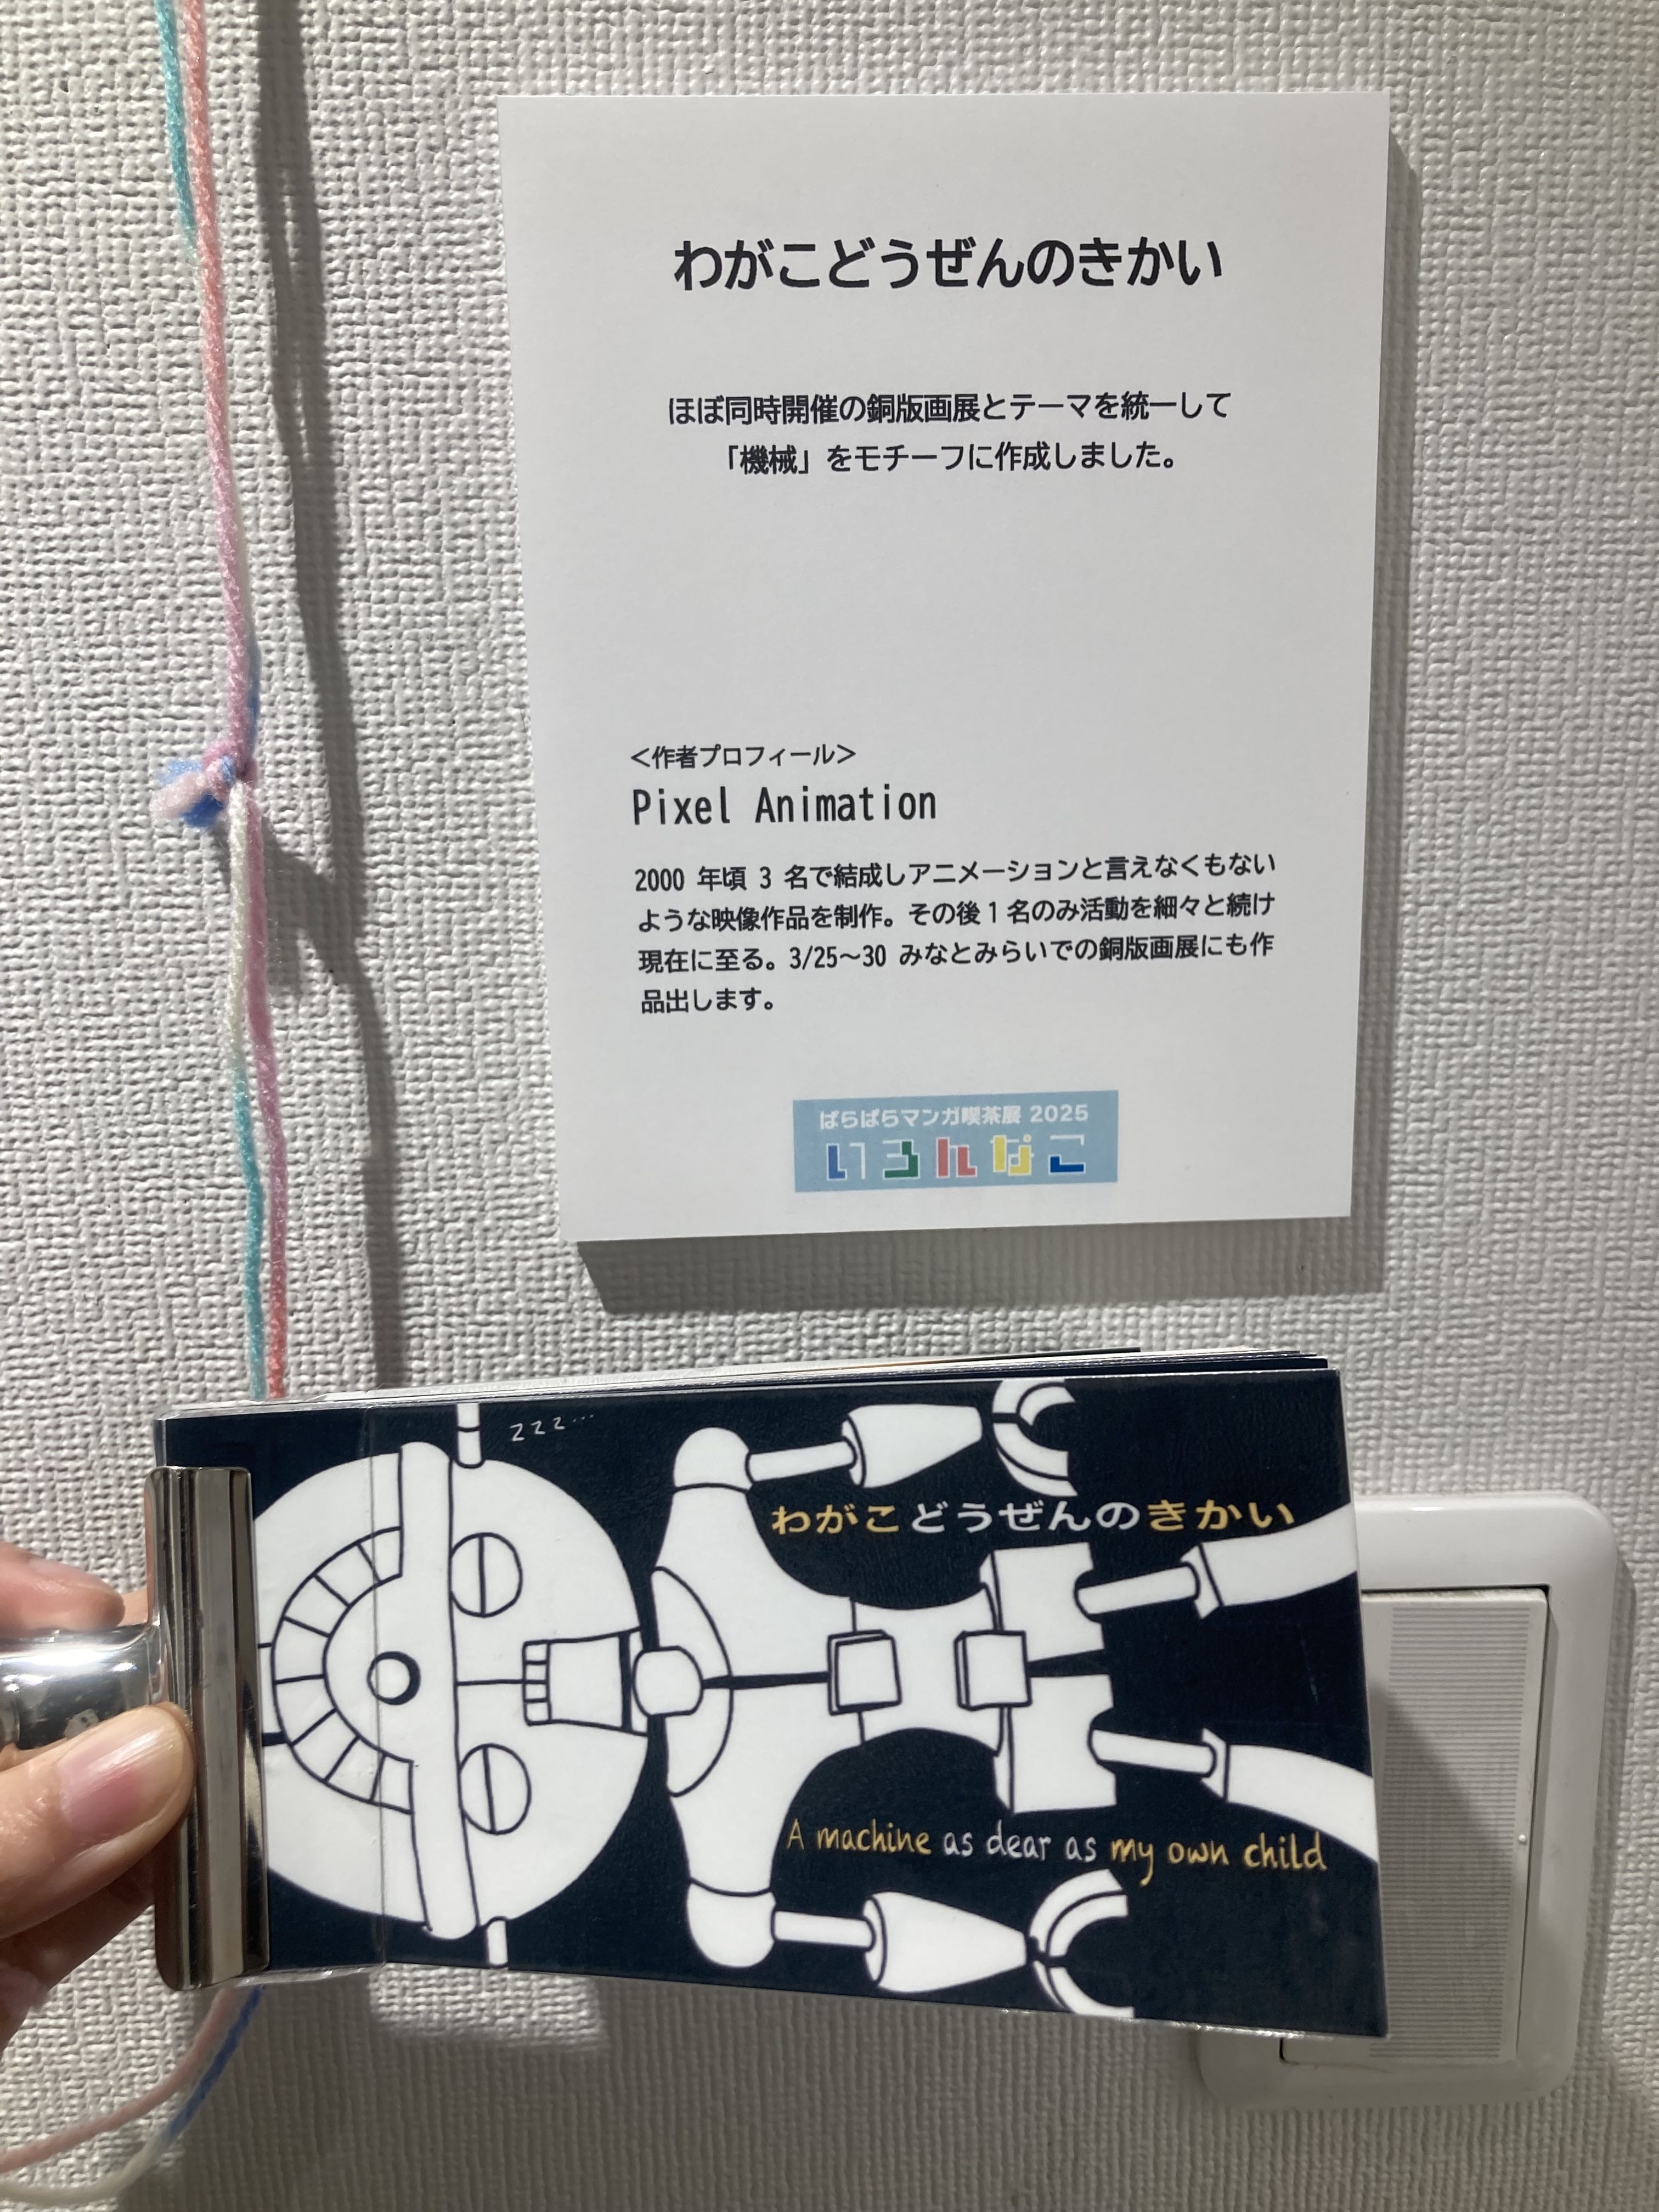 わがこどうぜんのきかい
ほぼ同時開催の銅版画展とテーマを統一して
「機械」をモチーフに作成しました。
＜作者プロフィール＞
Pixel Animation
2000 年頃 3 名で結成しアニメーションと言えなくもない
ような映像作品を制作。その後1名のみ活動を細々と続け
現在に至る。3/25～30 みなとみらいでの銅版画展にも作
品出します。
ぱらぱらマンガ喫茶展 2025
いろんなこ
zzz…
わがこどうぜんのきかい
A machine as dear as my own child